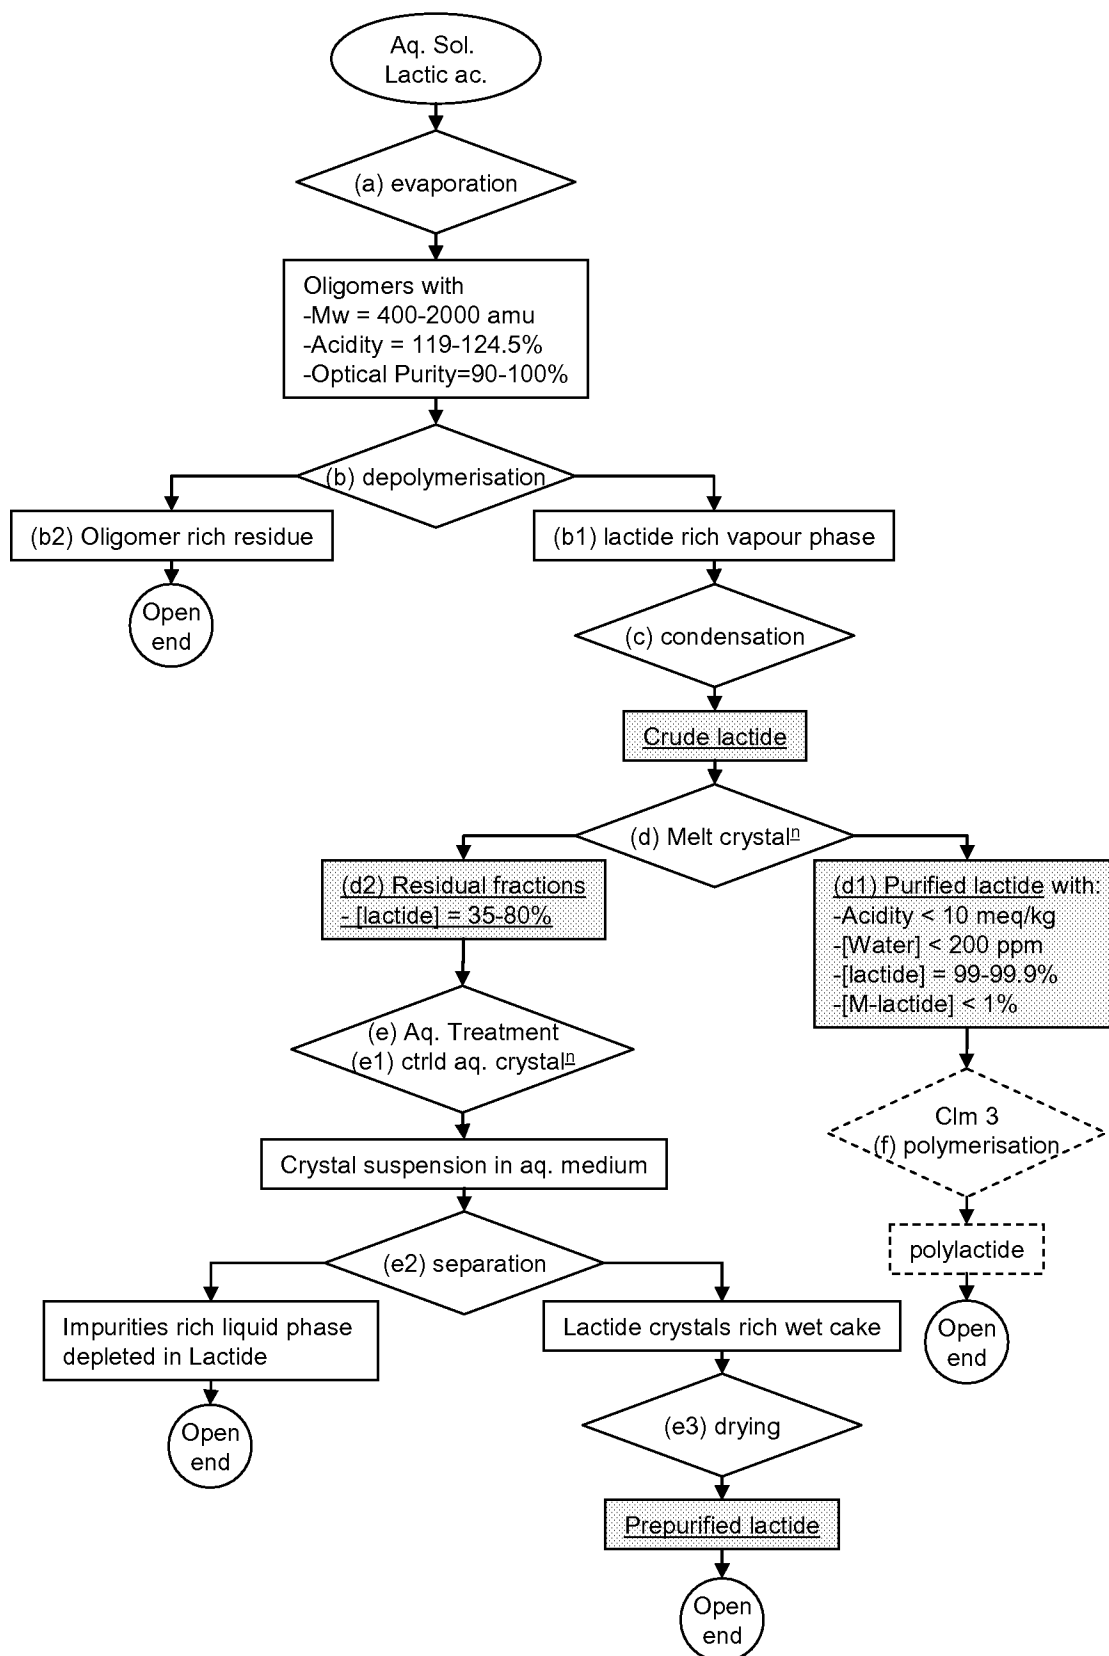 Aq. Sol.
Lactic ac.
(a) evaporation
Oligomers with
-Mw = 400-2000 amu
-Acidity = 119-124.5%
-Optical Purity=90-100%
(b) depolymerisation
(b2) Oligomer rich residue
(b1) lactide rich vapour phase
Open
end
(c) condensation
Crude lactide
(d) Melt crystalⁿ
(d2) Residual fractions
- [lactide] = 35-80%
(d1) Purified lactide with:
-Acidity < 10 meq/kg
-[Water] < 200 ppm
-[lactide] = 99-99.9%
-[M-lactide] < 1%
(e) Aq. Treatment
(e1) ctrld aq. crystalⁿ
Clm 3
(f) polymerisation
Crystal suspension in aq. medium
polylactide
(e2) separation
Impurities rich liquid phase
depleted in Lactide
Lactide crystals rich wet cake
Open
end
Open
end
(e3) drying
Prepurified lactide
Open
end